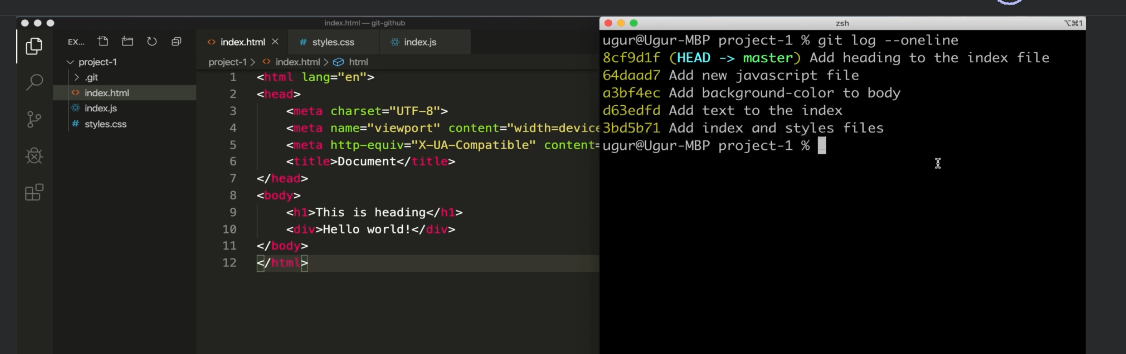 index.html — git-github
EX...
index.html ×
# styles.css
index.js
project-1
.git
index.html
index.js
# styles.css
project-1 > <> index.html > html
1 <html lang="en">
2 <head>
3 <meta charset="UTF-8">
4 <meta name="viewport" content="width=device
5 <meta http-equiv="X-UA-Compatible" content=
6 <title>Document</title>
7 </head>
8 <body>
9 <h1>This is heading</h1>
10 <div>Hello world!</div>
11 </body>
12 </html>
zsh
⌥⌘1
ugur@Ugur-MBP project-1 % git log --oneline
8cf9d1f (HEAD -> master) Add heading to the index file
64daad7 Add new javascript file
a3bf4ec Add background-color to body
d63edfd Add text to the index
3bd5b71 Add index and styles files
ugur@Ugur-MBP project-1 %